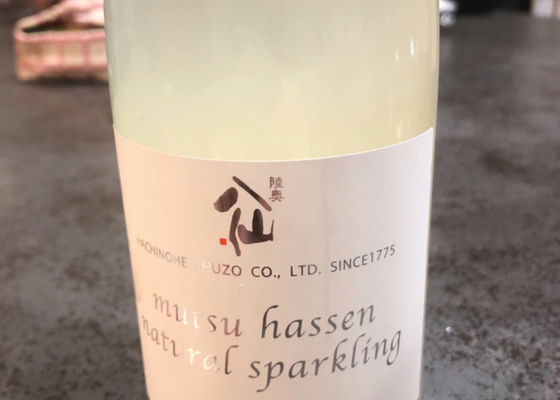 陸奥
八仙
HACHINOHE SHUZO CO., LTD. SINCE1775
mutsu hassen
natural sparkling